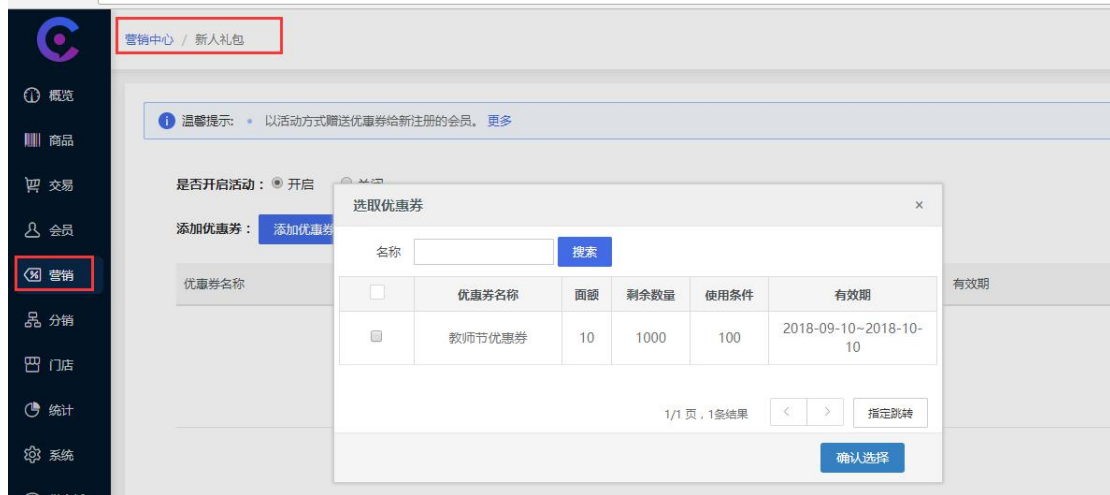 营销中心 / 新人礼包
概览
商品
交易
会员
营销
分销
门店
统计
系统
温馨提示: 以活动方式赠送优惠券给新注册的会员。 更多
是否开启活动: 开启
添加优惠券: 添加优惠券
优惠券名称 有效期
选取优惠券 ×
名称 搜索
优惠券名称 面额 剩余数量 使用条件 有效期
教师节优惠券 10 1000 100 2018-09-10~2018-10-
10
1/1 页，1条结果 < > 指定跳转
确认选择